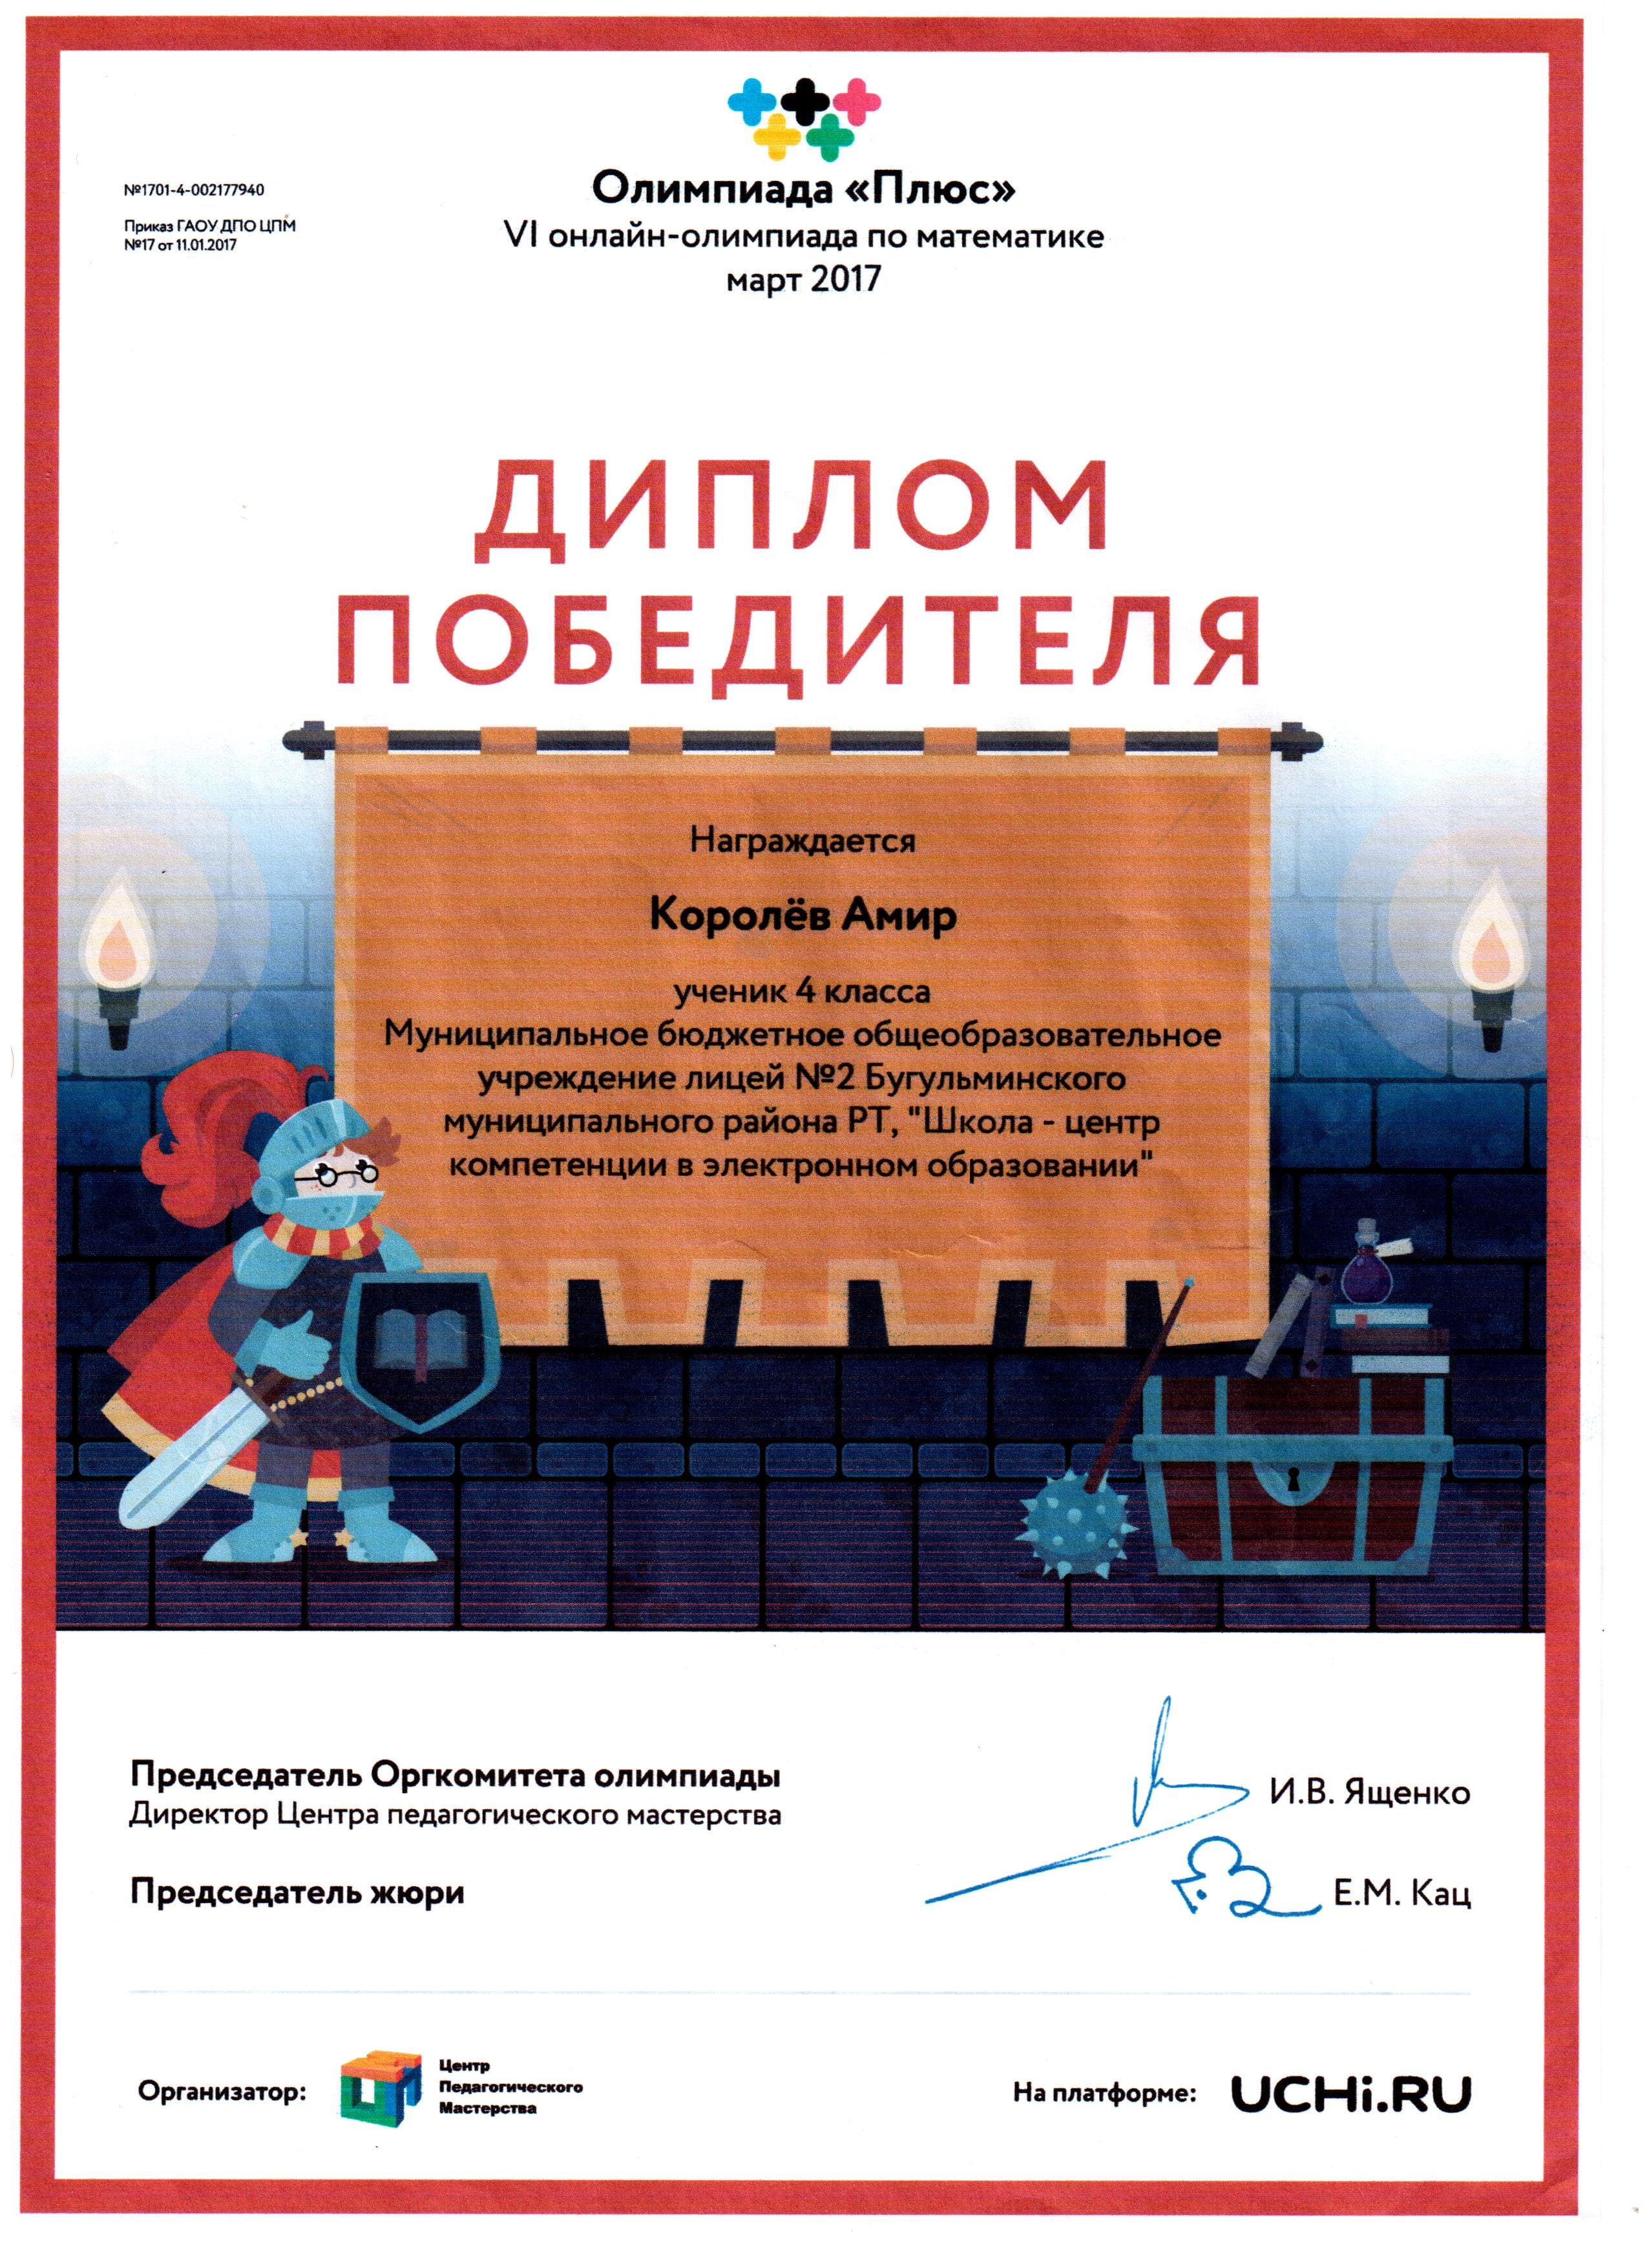 №1701-4-002177940
Приказ ГАОУ ДПО ЦПМ
№17 от 11.01.2017
Олимпиада «Плюс»
VI онлайн-олимпиада по математике
март 2017
ДИПЛОМ
ПОБЕДИТЕЛЯ
Награждается
Королёв Амир
ученик 4 класса
Муниципальное бюджетное общеобразовательное
учреждение лицей №2 Бугульминского
муниципального района РТ, "Школа - центр
компетенции в электронном образовании"
Председатель Оргкомитета олимпиады
Директор Центра педагогического мастерства
И.В. Ященко
Председатель жюри
Е.М. Кац
Организатор:
Центр
Педагогического
Мастерства
На платформе:
UCHi.RU